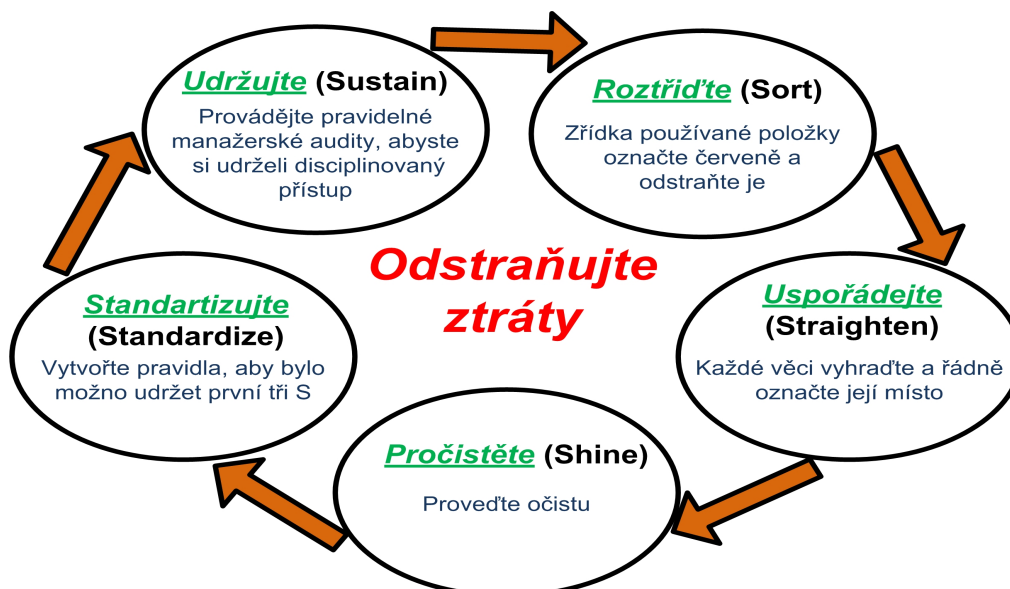 Udržujte (Sustain)
Provádějte pravidelné
manažerské audity, abyste
si udrželi disciplinovaný
přístup
Roztřiďte (Sort)
Zřídka používané položky
označte červeně a
odstraňte je
Odstraňujte
ztráty
Standartizujte
(Standardize)
Vytvořte pravidla, aby bylo
možno udržet první tři S
Uspořádejte
(Straighten)
Každé věci vyhraďte a řádně
označte její místo
Pročistěte (Shine)
Proveďte očistu